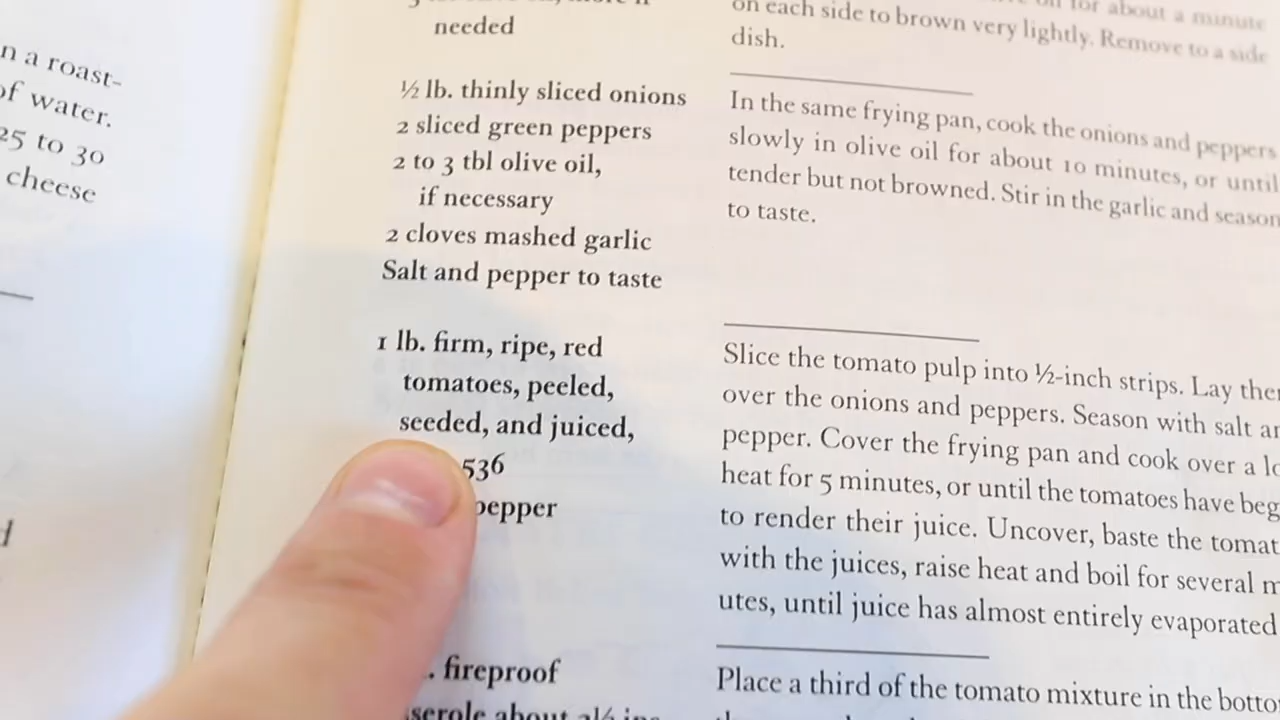 n a roast-
of water.
25 to 30
cheese
needed
½ lb. thinly sliced onions
2 sliced green peppers
2 to 3 tbl olive oil,
if necessary
2 cloves mashed garlic
Salt and pepper to taste
1 lb. firm, ripe, red
tomatoes, peeled,
seeded, and juiced,
536
pepper
. fireproof
serole about
for about a minute
on each side to brown very lightly. Remove to a side
dish.
In the same frying pan, cook the onions and peppers
slowly in olive oil for about 10 minutes, or until
tender but not browned. Stir in the garlic and season
to taste.
Slice the tomato pulp into ½-inch strips. Lay ther
over the onions and peppers. Season with salt ar
pepper. Cover the frying pan and cook over a lo
heat for 5 minutes, or until the tomatoes have beg
to render their juice. Uncover, baste the tomat
with the juices, raise heat and boil for several m
utes, until juice has almost entirely evaporated
Place a third of the tomato mixture in the botto